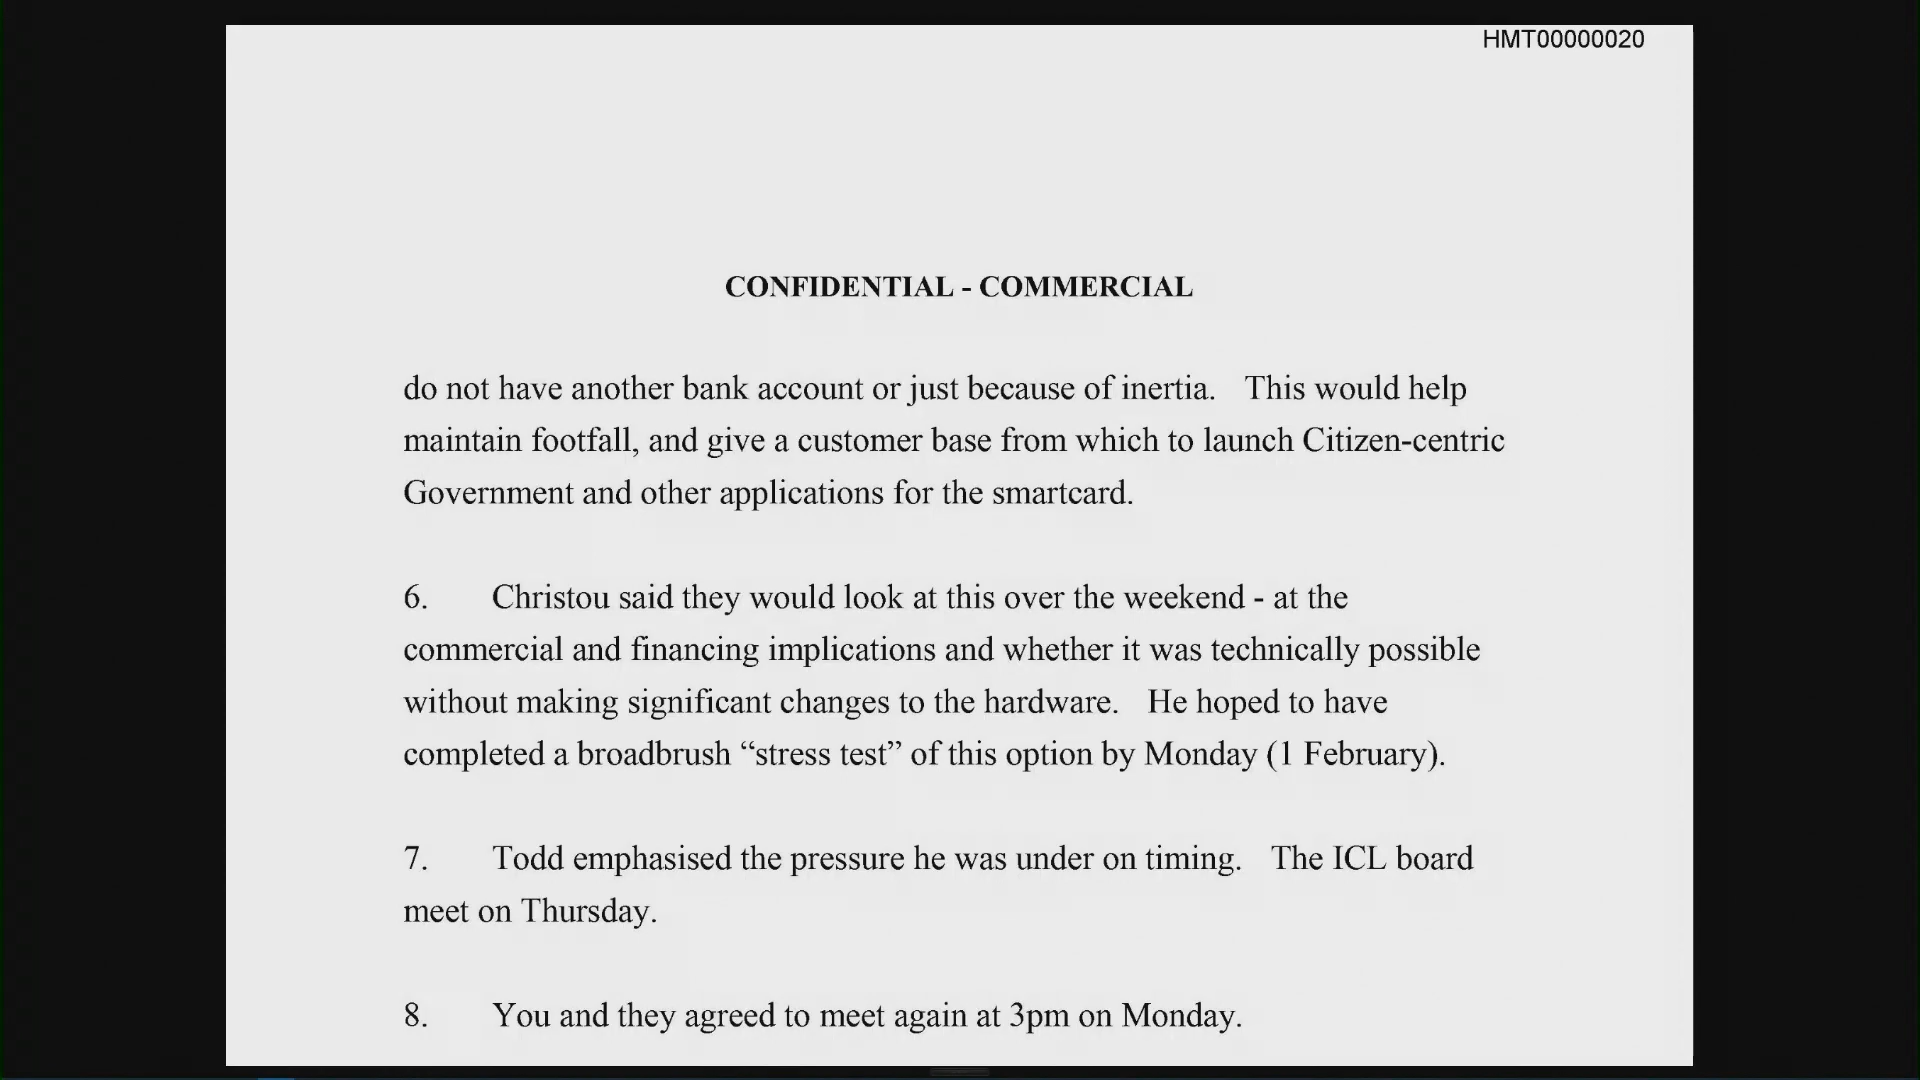 HMT00000020
CONFIDENTIAL - COMMERCIAL
do not have another bank account or just because of inertia. This would help
maintain footfall, and give a customer base from which to launch Citizen-centric
Government and other applications for the smartcard.
6. Christou said they would look at this over the weekend - at the
commercial and financing implications and whether it was technically possible
without making significant changes to the hardware. He hoped to have
completed a broadbrush “stress test” of this option by Monday (1 February).
7. Todd emphasised the pressure he was under on timing. The ICL board
meet on Thursday.
8. You and they agreed to meet again at 3pm on Monday.